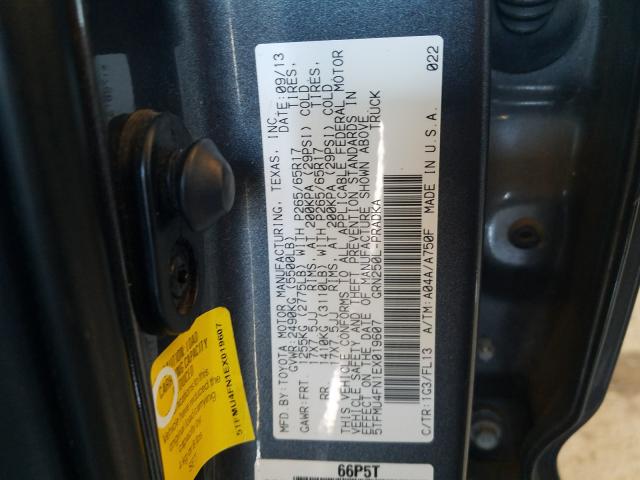 MFD BY: TOYOTA MOTOR MANUFACTURING, TEXAS, INC. DATE: 09/13
GVWR: 2490KG (5500LB)
GAWR: FRT 1255KG (2775LB) WITH P265/65R17 TIRES,
17X7.5JJ RIMS, AT 200KPA (29PSI) COLD
RR 1410KG (3110LB) WITH P265/65R17 TIRES,
17X7.5JJ RIMS, AT 200KPA (29PSI) COLD
THIS VEHICLE CONFORMS TO ALL APPLICABLE FEDERAL MOTOR
VEHICLE SAFETY AND THEFT PREVENTION STANDARDS IN
EFFECT ON THE DATE OF MANUFACTURE SHOWN ABOVE.
5TFMU4FN1EX019607 TRUCK
GRN250L-PRADKA
C/TR: 1G3/FL13 A/TM: A04A/A750F MADE IN U.S.A. 022
CAPACITY
5TFMU4FN1EX019607
66P5T